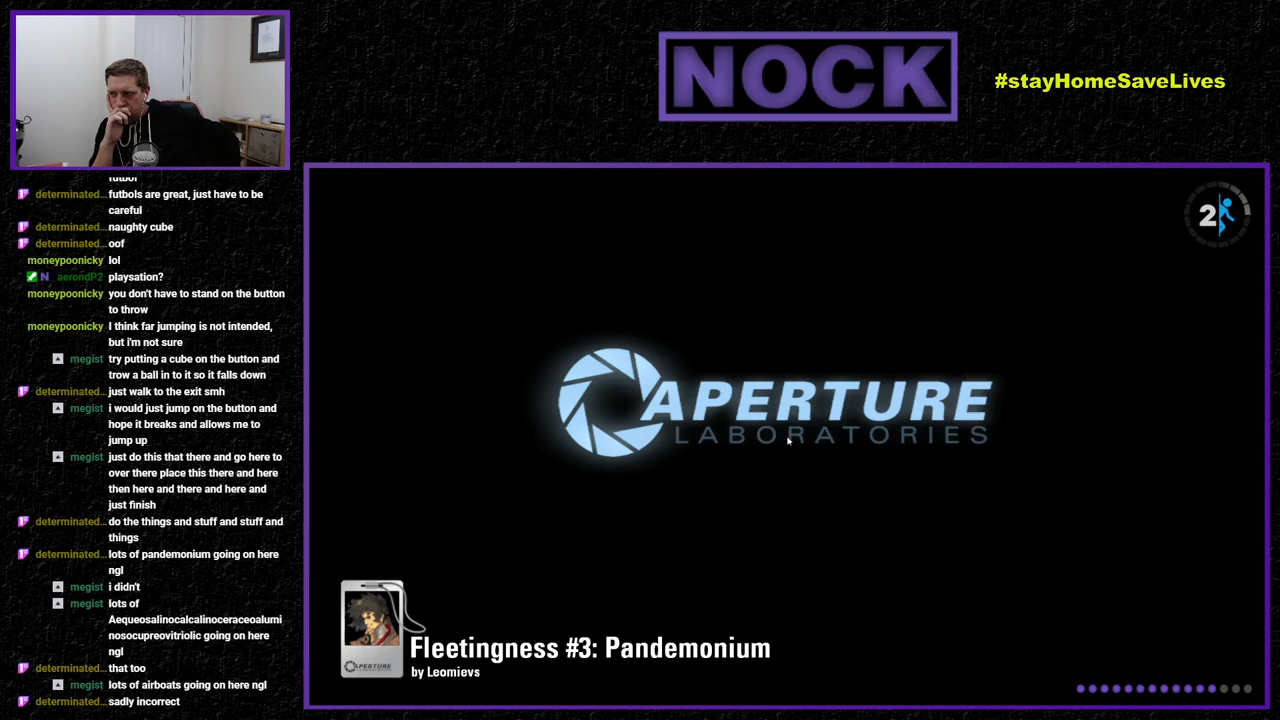 NOCK
#stayHomeSaveLives
futbol
determinated... futbols are great, just have to be
careful
determinated... naughty cube
determinated... oof
moneypoonicky lol
N aerondP2 playsation?
moneypoonicky you don't have to stand on the button
to throw
moneypoonicky I think far jumping is not intended,
but i'm not sure
megist try putting a cube on the button and
trow a ball in to it so it falls down
determinated... just walk to the exit smh
megist i would just jump on the button and
hope it breaks and allows me to
jump up
megist just do this that there and go here to
over there place this there and here
then here and there and here and
just finish
determinated... do the things and stuff and stuff and
things
determinated... lots of pandemonium going on here
ngl
megist i didn't
megist lots of
Aequeosalinocalcalinoceraceoalumi
nosocupreovitriolic going on here
ngl
determinated... that too
megist lots of airboats going on here ngl
determinated... sadly incorrect
2
APERTURE
LABORATORIES
APERTURE
Fleetingness #3: Pandemonium
by Leomievs